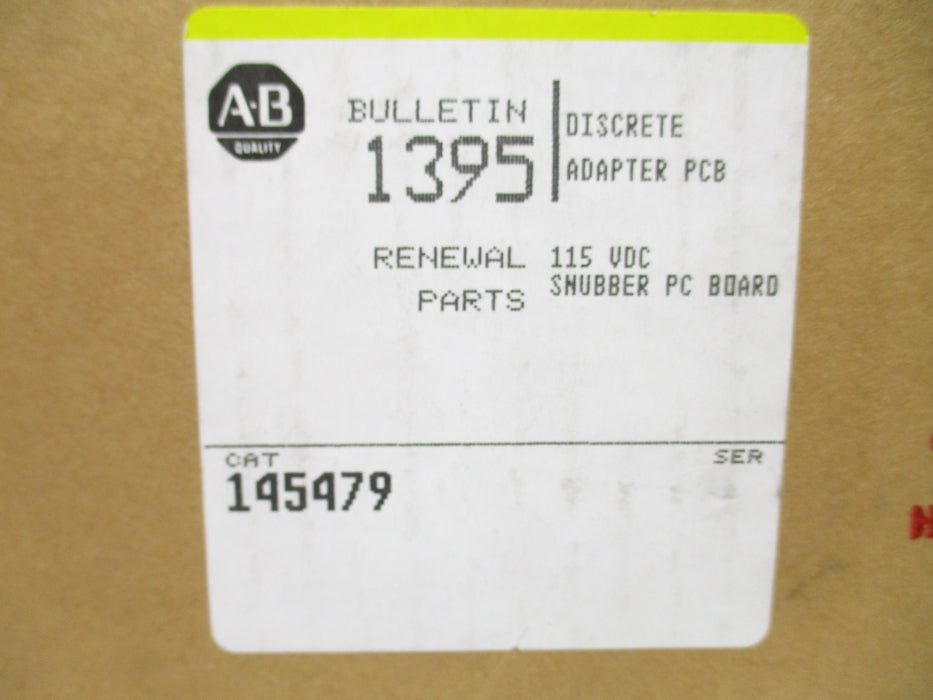 A·B
QUALITY
BULLETIN
1395
DISCRETE
ADAPTER PCB
RENEWAL
PARTS
115 VDC
SNUBBER PC BOARD
CAT
SER
145479